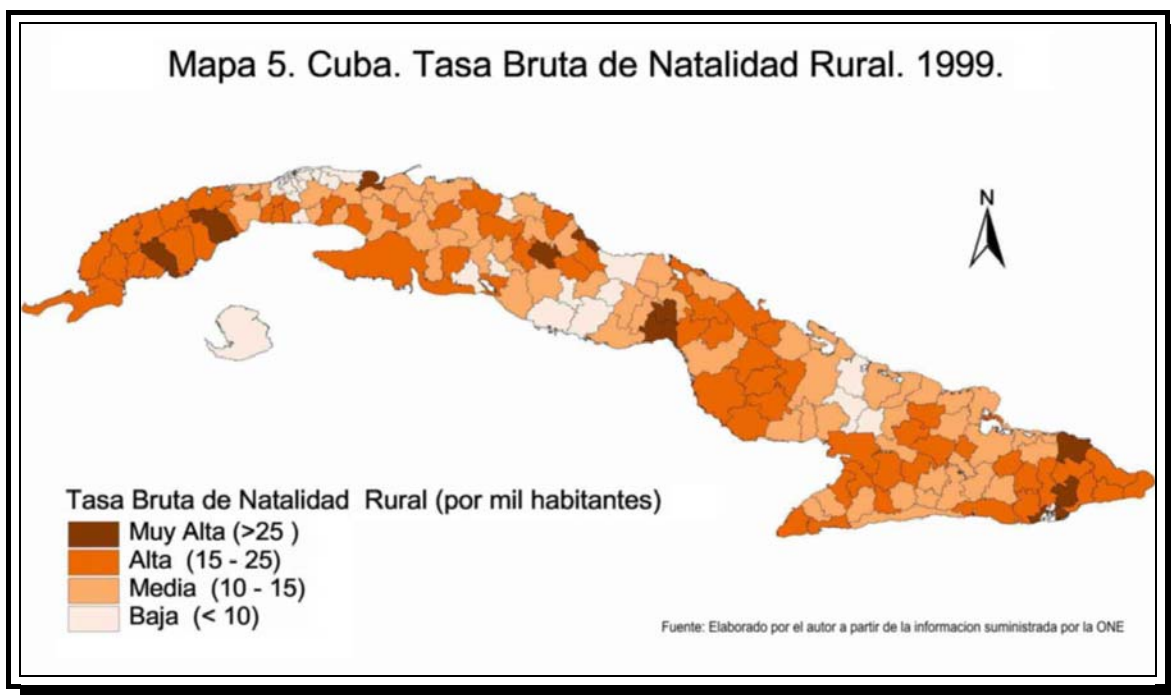 Mapa 5. Cuba. Tasa Bruta de Natalidad Rural. 1999.
N
Tasa Bruta de Natalidad Rural (por mil habitantes)
Muy Alta (>25 )
Alta (15 - 25)
Media (10 - 15)
Baja (< 10)
Fuente: Elaborado por el autor a partir de la informacion suministrada por la ONE